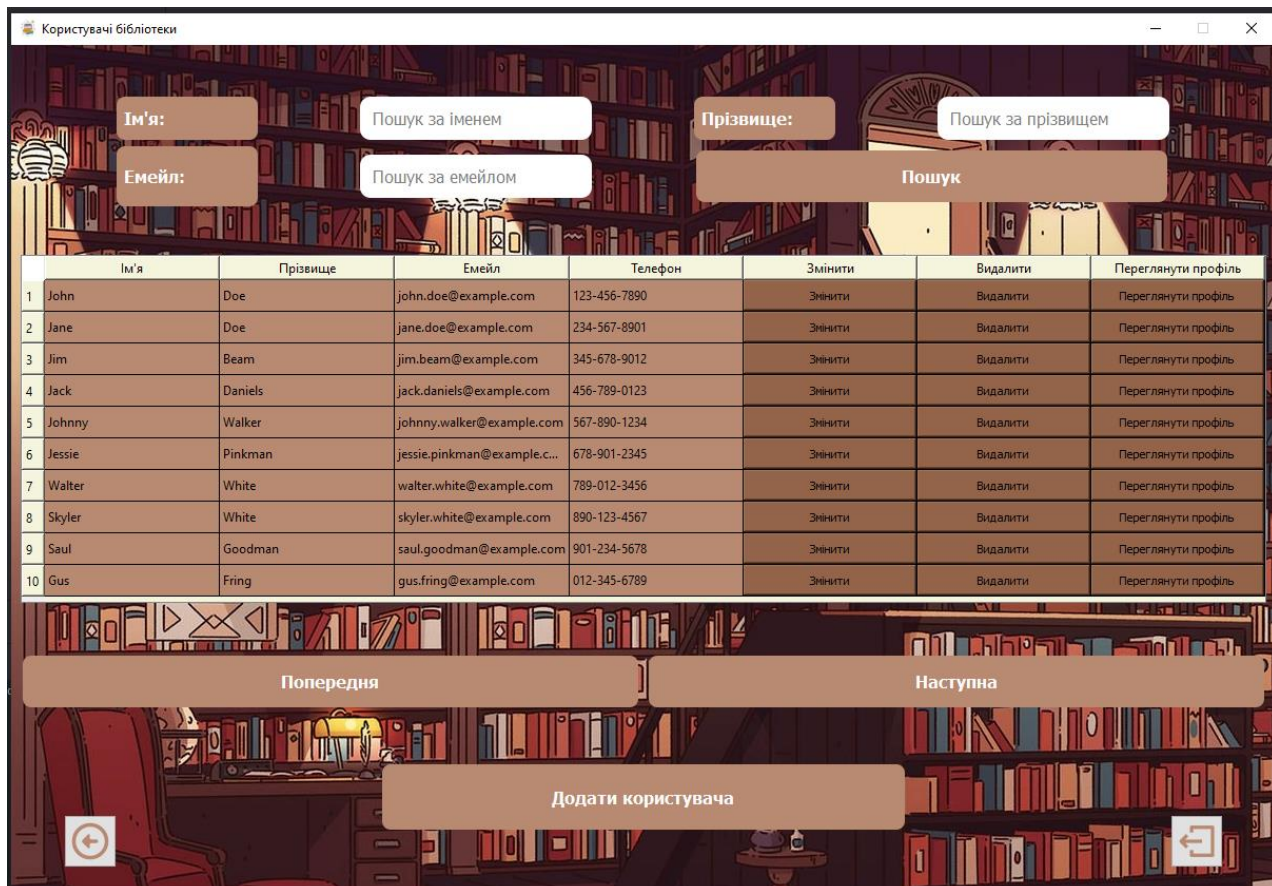 Користувачі бібліотеки
Ім'я: Пошук за іменем Прізвище: Пошук за прізвищем
Емейл: Пошук за емейлом Пошук
Ім'я Прізвище Емейл Телефон Змінити Видалити Переглянути профіль
1 John Doe john.doe@example.com 123-456-7890 Змінити Видалити Переглянути профіль
2 Jane Doe jane.doe@example.com 234-567-8901 Змінити Видалити Переглянути профіль
3 Jim Beam jim.beam@example.com 345-678-9012 Змінити Видалити Переглянути профіль
4 Jack Daniels jack.daniels@example.com 456-789-0123 Змінити Видалити Переглянути профіль
5 Johnny Walker johnny.walker@example.com 567-890-1234 Змінити Видалити Переглянути профіль
6 Jessie Pinkman jessie.pinkman@example.c... 678-901-2345 Змінити Видалити Переглянути профіль
7 Walter White walter.white@example.com 789-012-3456 Змінити Видалити Переглянути профіль
8 Skyler White skyler.white@example.com 890-123-4567 Змінити Видалити Переглянути профіль
9 Saul Goodman saul.goodman@example.com 901-234-5678 Змінити Видалити Переглянути профіль
10 Gus Fring gus.fring@example.com 012-345-6789 Змінити Видалити Переглянути профіль
Попередня Наступна
Додати користувача